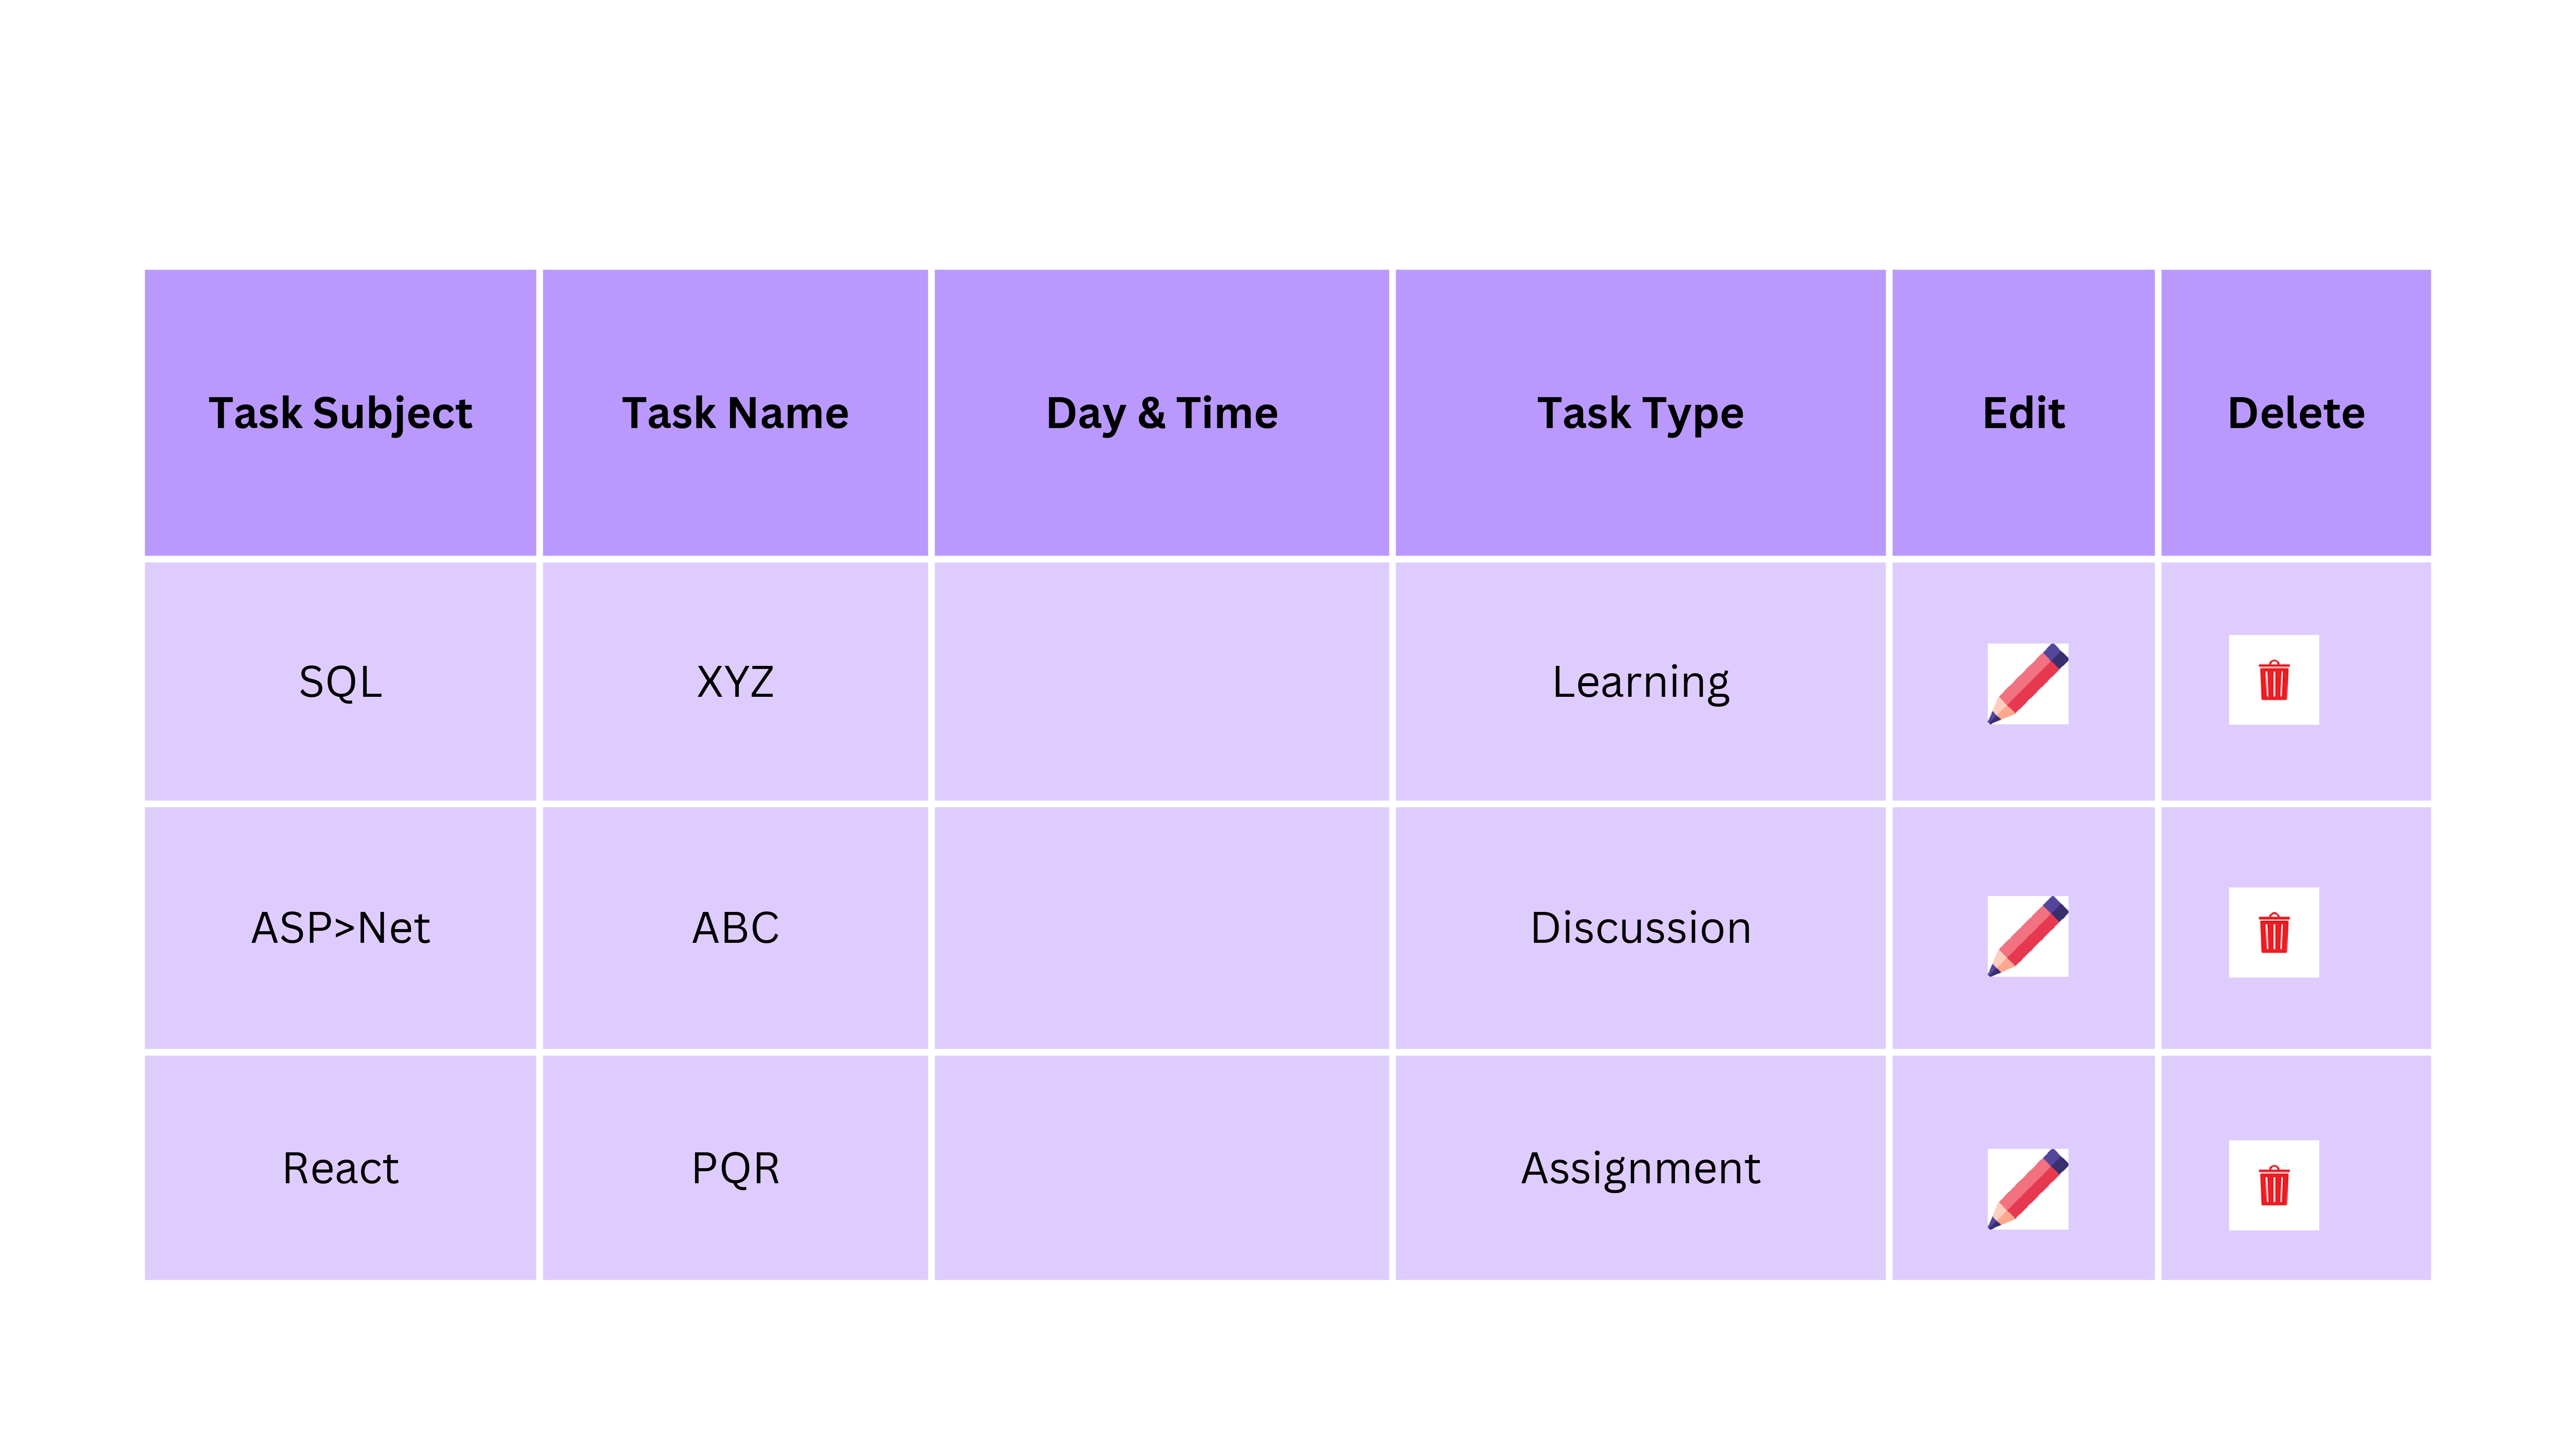 Task Subject Task Name Day & Time Task Type Edit Delete
SQL XYZ Learning
ASP>Net ABC Discussion
React PQR Assignment